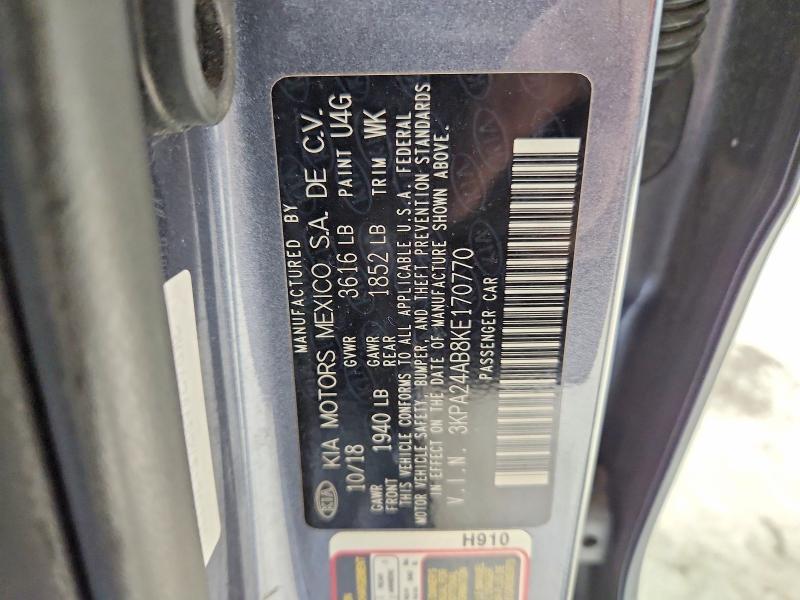 MANUFACTURED BY
KIA KIA MOTORS MEXICO S.A. DE C.V.
10/18 GVWR 3616 LB PAINT U4G
GAWR FRONT 1940 LB GAWR REAR 1852 LB TRIM WK
THIS VEHICLE CONFORMS TO ALL APPLICABLE U.S.A. FEDERAL
MOTOR VEHICLE SAFETY, BUMPER, AND THEFT PREVENTION STANDARDS
IN EFFECT ON THE DATE OF MANUFACTURE SHOWN ABOVE.
V.I.N. 3KPA24AB8KE170770
PASSENGER CAR
H910